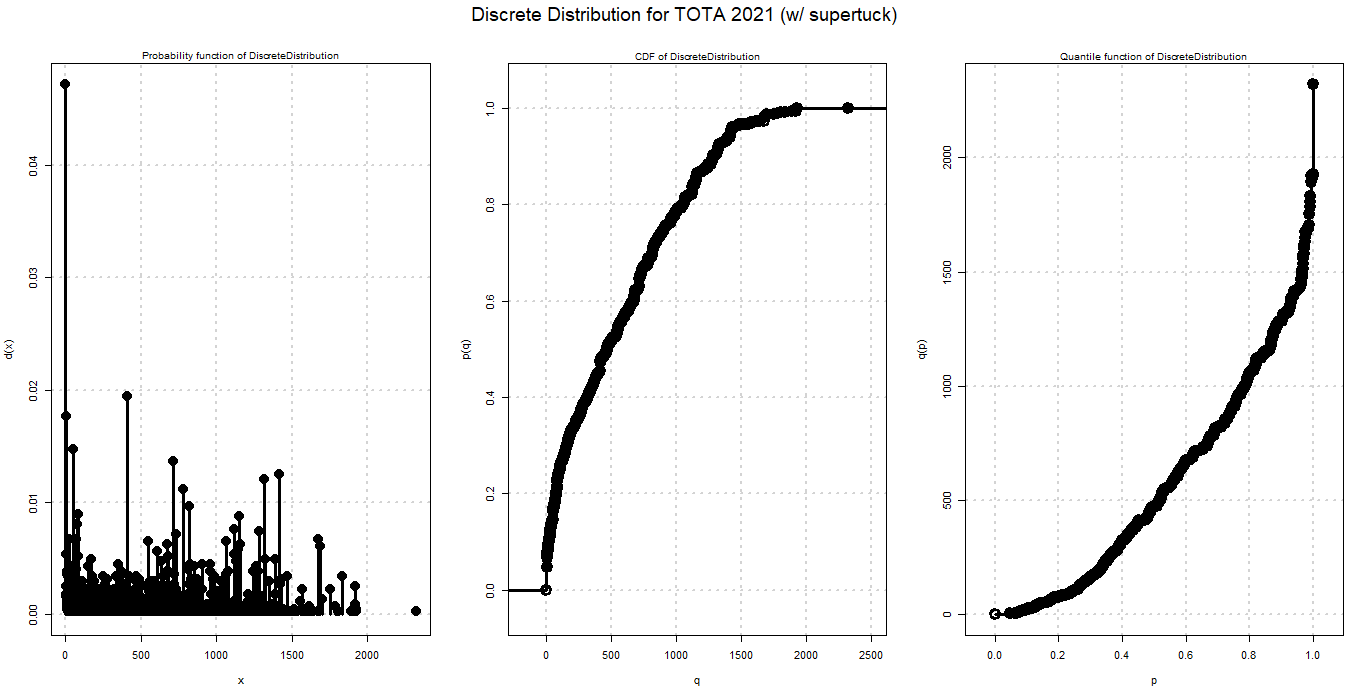 Discrete Distribution for TOTA 2021 (w/ supertuck)
Probability function of DiscreteDistribution
d(x)
0.04
0.03
0.02
0.01
0.00
0 500 1000 1500 2000
x
CDF of DiscreteDistribution
p(q)
1.0
0.8
0.6
0.4
0.2
0.0
0 500 1000 1500 2000 2500
q
Quantile function of DiscreteDistribution
q(p)
2000
1500
1000
500
0
0.0 0.2 0.4 0.6 0.8 1.0
p